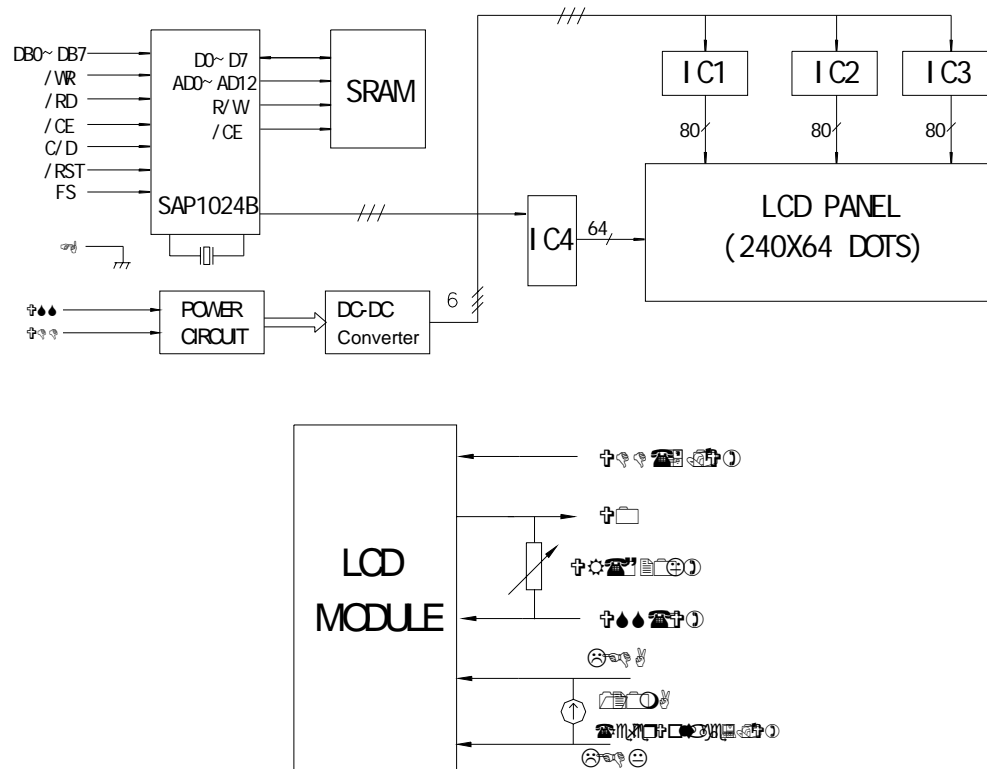 DB0~DB7
/WR
/RD
/CE
C/D
/RST
FS
D0~D7
AD0~AD12
R/W
/CE
SAP1024B
SRAM
IC1
IC2
IC3
80
80
80
LCD PANEL
(240X64 DOTS)
IC4
64
POWER
CIRCUIT
DC-DC
Converter
6
LCD
MODULE